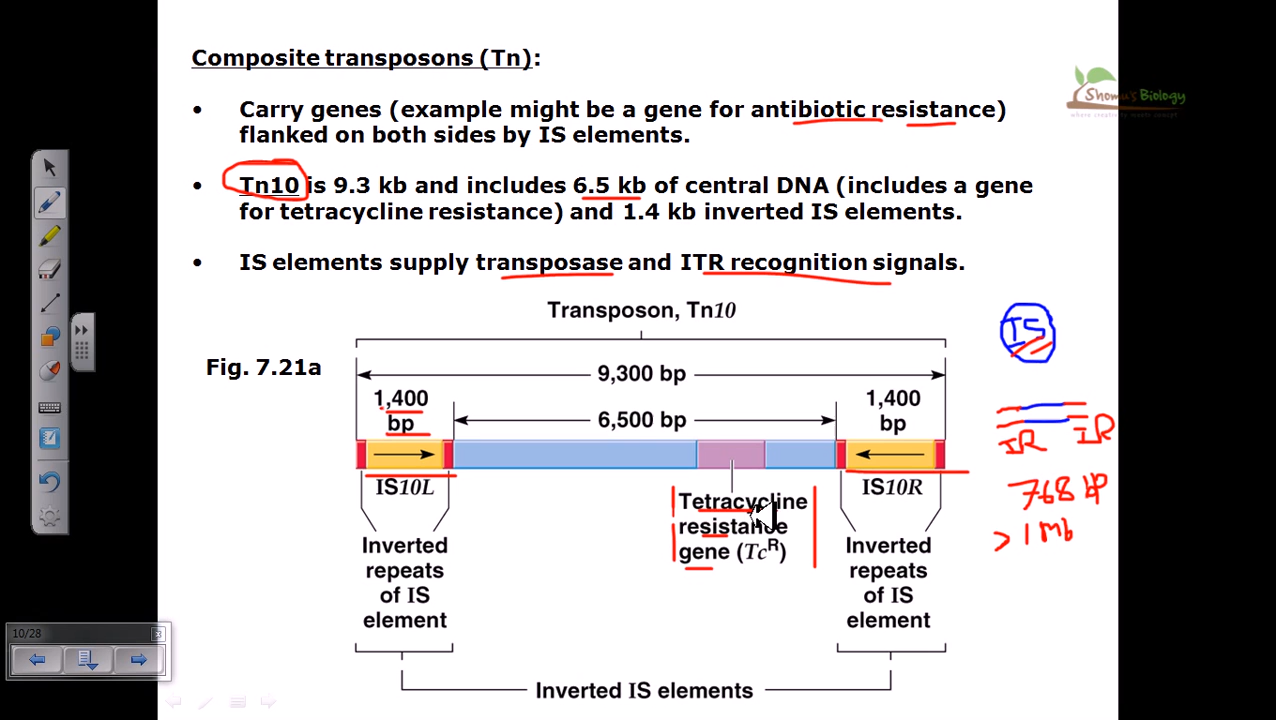 Composite transposons (Tn):
• Carry genes (example might be a gene for antibiotic resistance)
flanked on both sides by IS elements.
• Tn10 is 9.3 kb and includes 6.5 kb of central DNA (includes a gene
for tetracycline resistance) and 1.4 kb inverted IS elements.
• IS elements supply transposase and ITR recognition signals.
Shomu's Biology
Transposon, Tn10
Fig. 7.21a
9,300 bp
1,400
bp
6,500 bp
1,400
bp
IS10L
IS10R
Tetracycline
resistance
gene (TcR)
Inverted
repeats
of IS
element
Inverted
repeats
of IS
element
Inverted IS elements
IS
IR IR
768 bp
> 1 mb
10/28